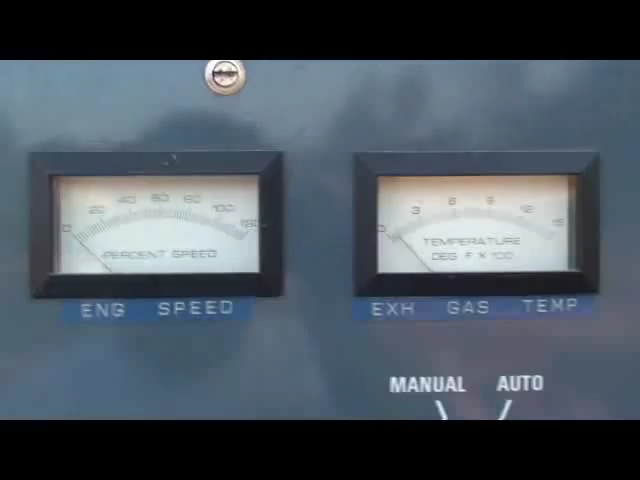 0 20 40 60 80 100 120
PERCENT SPEED
ENG SPEED
0 3 6 9 12 15
TEMPERATURE
DEG F X 100
EXH GAS TEMP
MANUAL AUTO